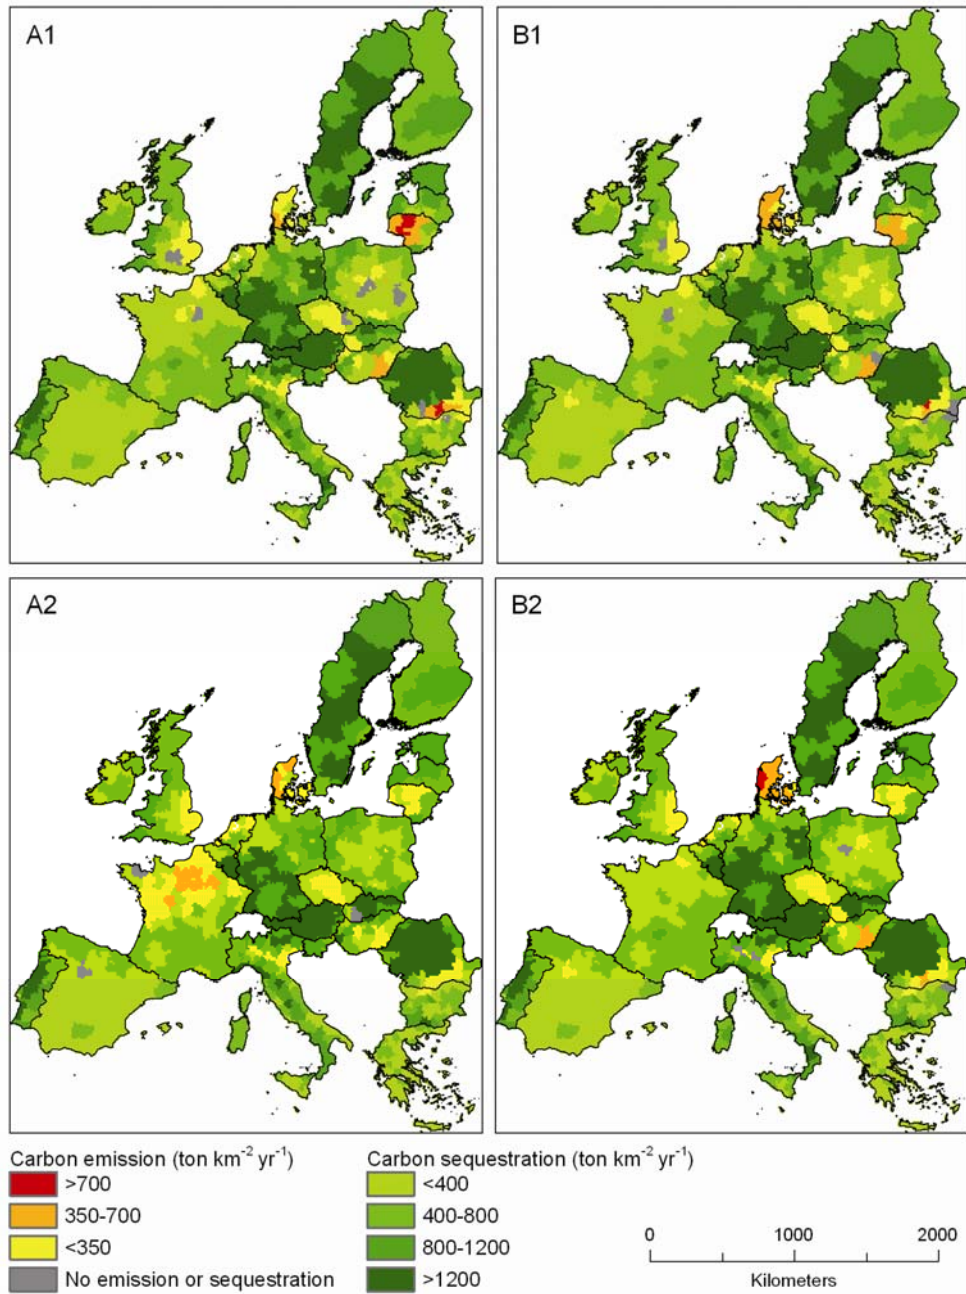 A1
B1
A2
B2
Carbon emission (ton km⁻² yr⁻¹)
>700
350-700
<350
No emission or sequestration
Carbon sequestration (ton km⁻² yr⁻¹)
<400
400-800
800-1200
>1200
0 1000 2000
Kilometers